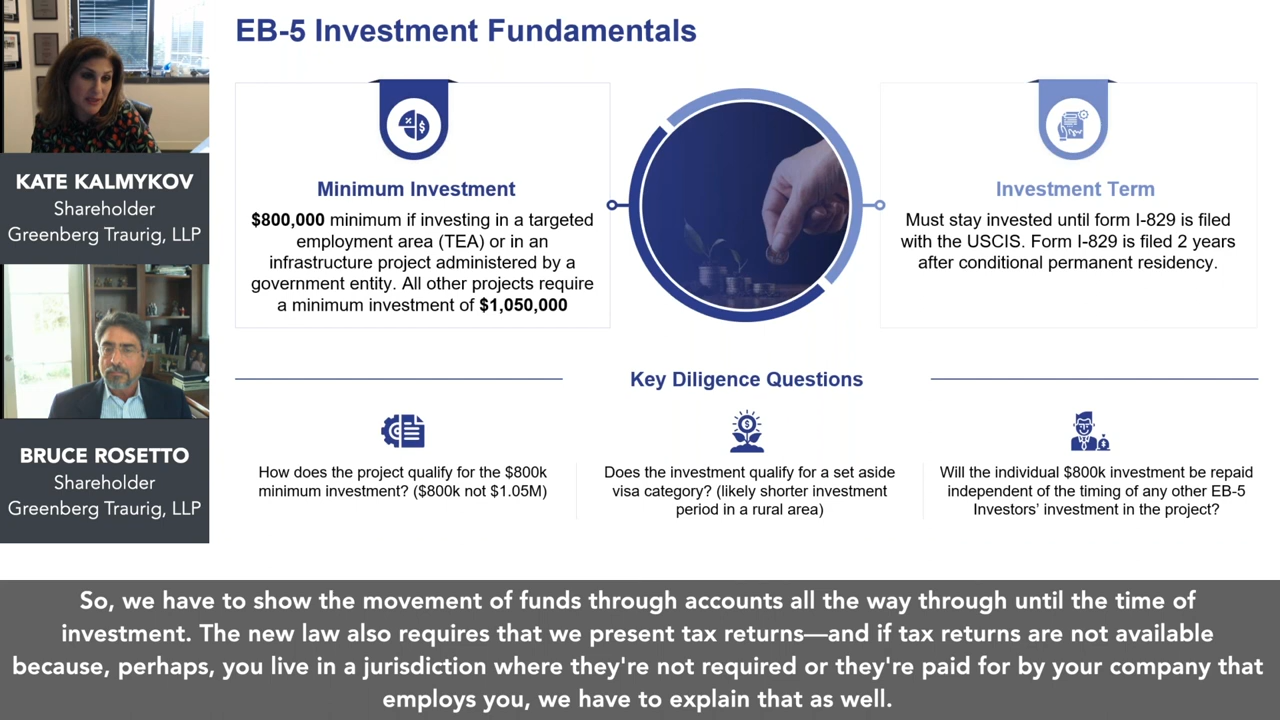 EB-5 Investment Fundamentals
KATE KALMYKOV
Shareholder
Greenberg Traurig, LLP
BRUCE ROSETTO
Shareholder
Greenberg Traurig, LLP
Minimum Investment
$800,000 minimum if investing in a targeted
employment area (TEA) or in an
infrastructure project administered by a
government entity. All other projects require
a minimum investment of $1,050,000
Investment Term
Must stay invested until form I-829 is filed
with the USCIS. Form I-829 is filed 2 years
after conditional permanent residency.
Key Diligence Questions
How does the project qualify for the $800k
minimum investment? ($800k not $1.05M)
Does the investment qualify for a set aside
visa category? (likely shorter investment
period in a rural area)
Will the individual $800k investment be repaid
independent of the timing of any other EB-5
Investors' investment in the project?
So, we have to show the movement of funds through accounts all the way through until the time of
investment. The new law also requires that we present tax returns—and if tax returns are not available
because, perhaps, you live in a jurisdiction where they're not required or they're paid for by your company that
employs you, we have to explain that as well.